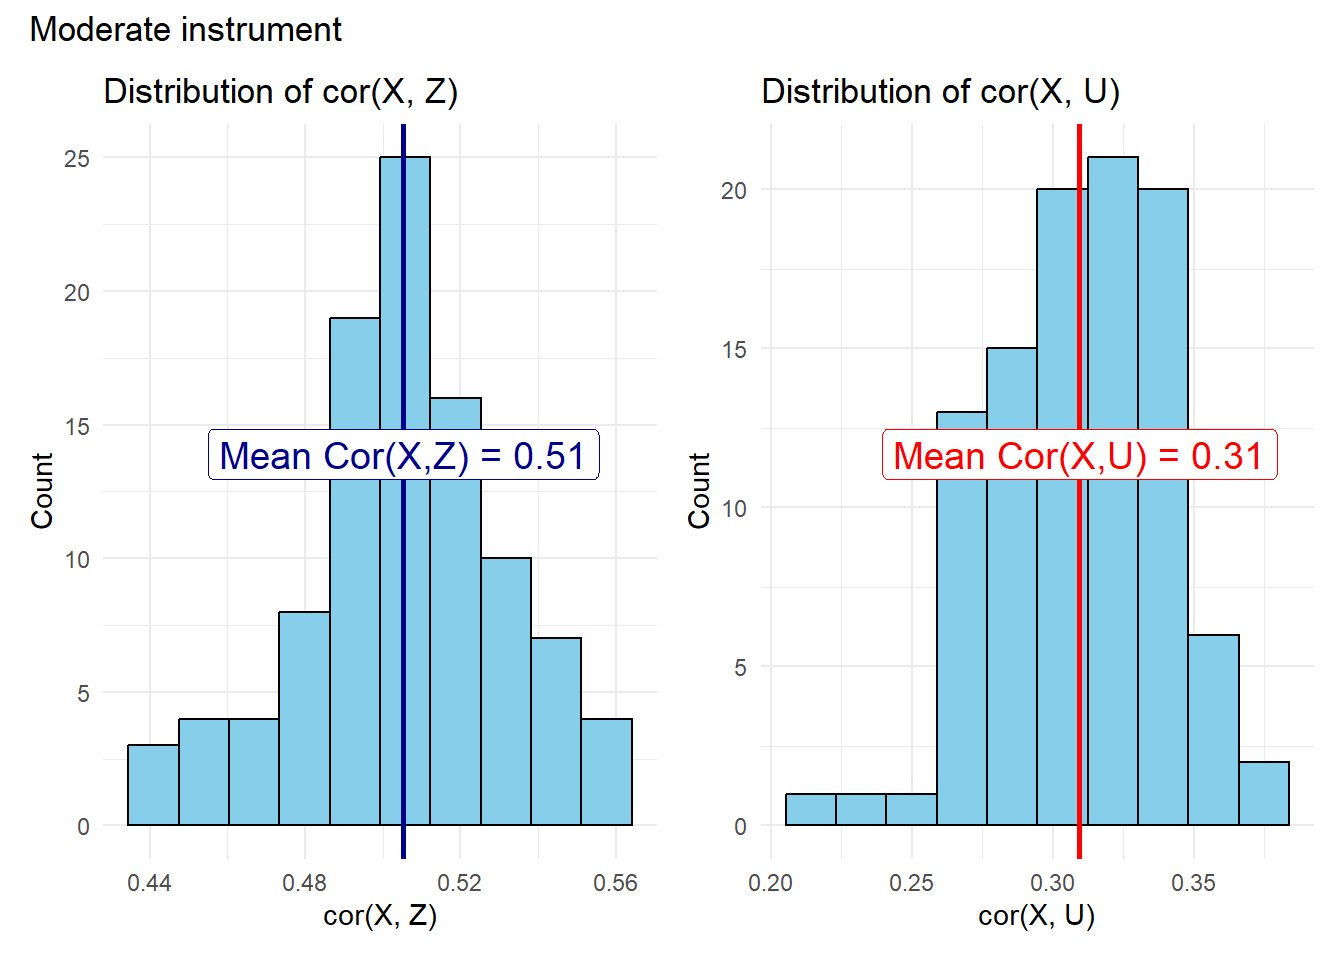 Moderate instrument
Distribution of cor(X, Z)
25
20
15
10
5
0
Count
Mean Cor(X,Z) = 0.51
0.44 0.48 0.52 0.56
cor(X, Z)
Distribution of cor(X, U)
20
15
10
5
0
Count
Mean Cor(X,U) = 0.31
0.20 0.25 0.30 0.35
cor(X, U)